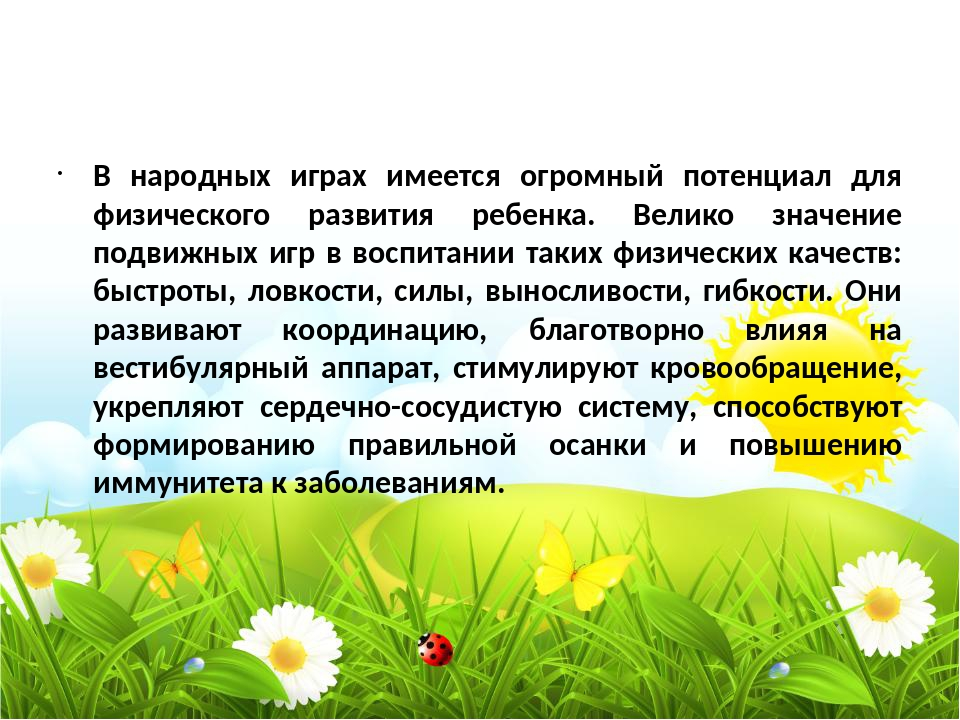 • В народных играх имеется огромный потенциал для
физического развития ребенка. Велико значение
подвижных игр в воспитании таких физических качеств:
быстроты, ловкости, силы, выносливости, гибкости. Они
развивают координацию, благотворно влияя на
вестибулярный аппарат, стимулируют кровообращение,
укрепляют сердечно-сосудистую систему, способствуют
формированию правильной осанки и повышению
иммунитета к заболеваниям.